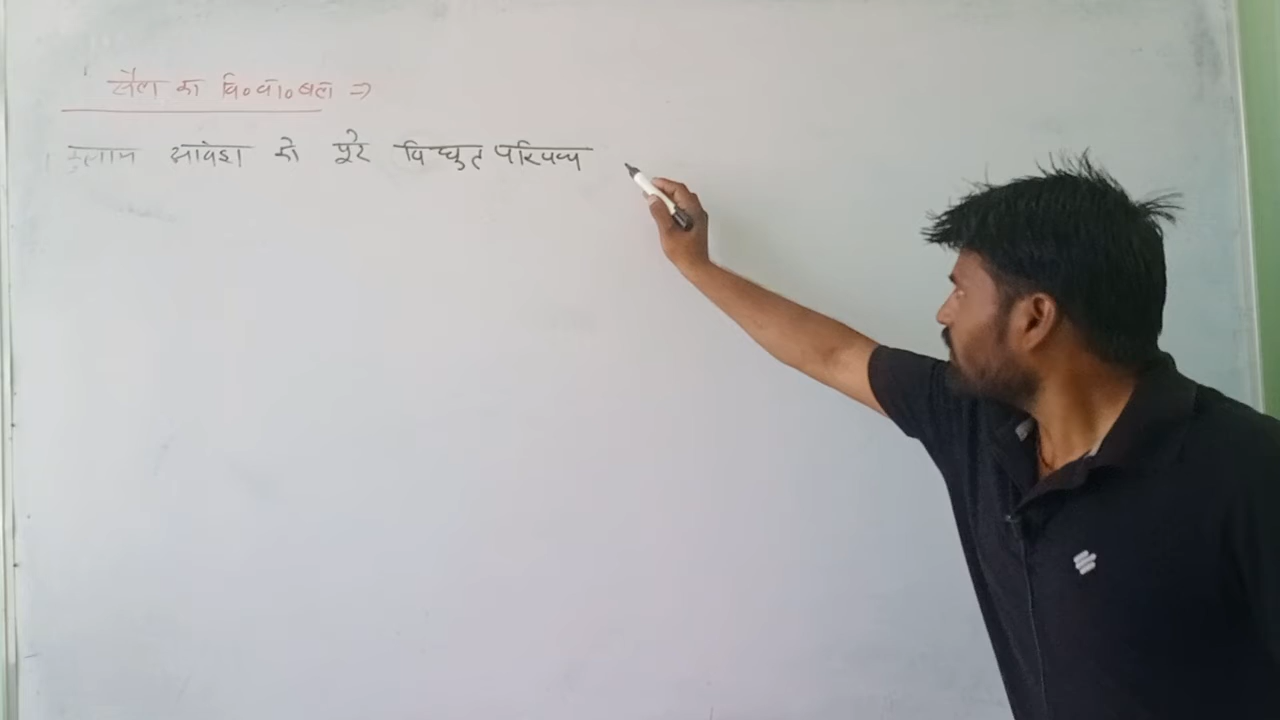 सेल का वि०वा०बल ⇒
आवेश को पूरे विद्युत परिपथ